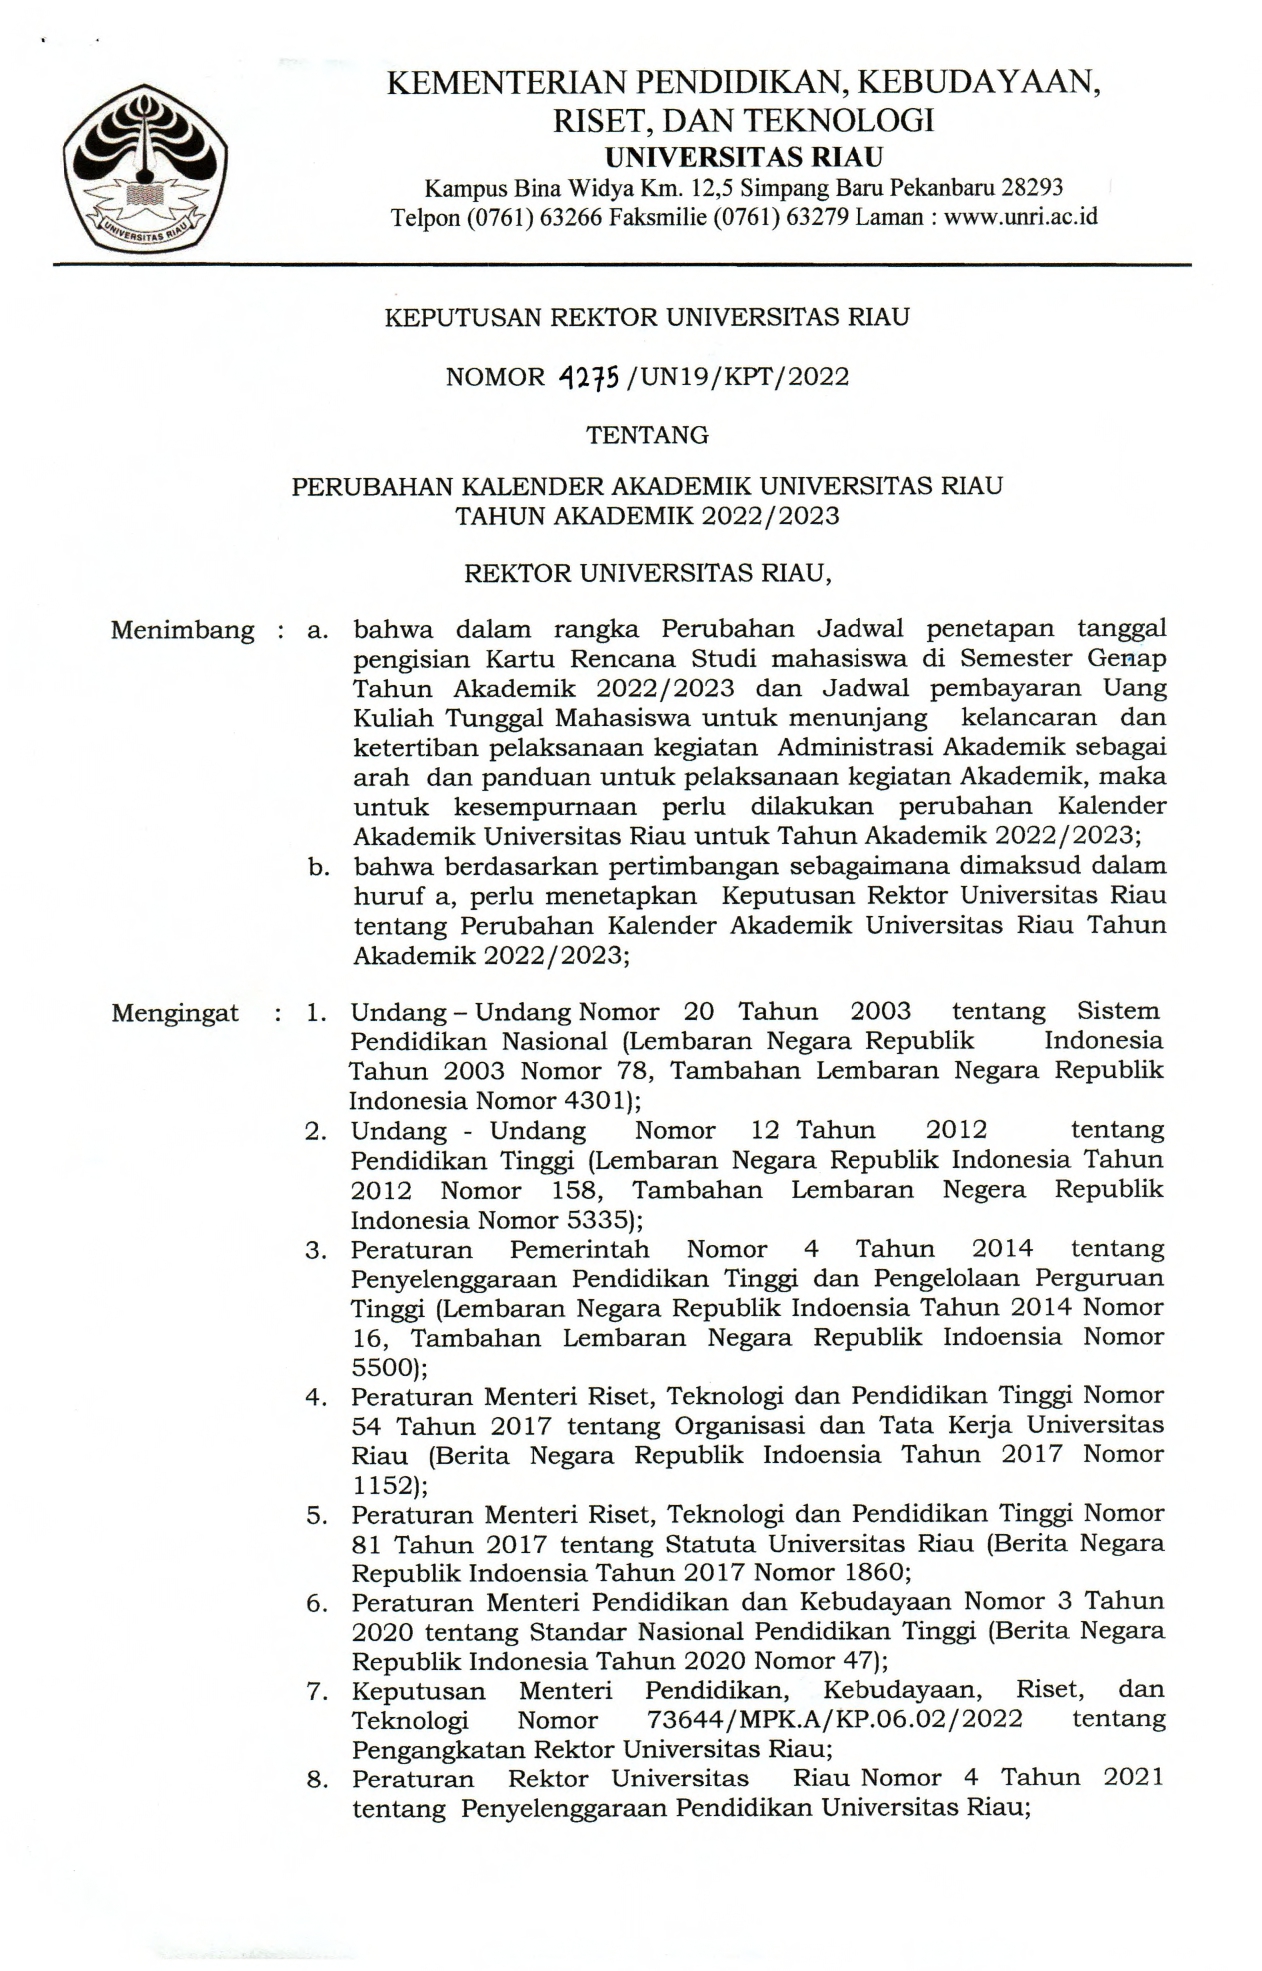 KEMENTERIAN PENDIDIKAN, KEBUDAYAAN,
RISET, DAN TEKNOLOGI
UNIVERSITAS RIAU
Kampus Bina Widya Km. 12,5 Simpang Baru Pekanbaru 28293
Telpon (0761) 63266 Faksmilie (0761) 63279 Laman : www.unri.ac.id
UNIVERSITAS RIAU
KEPUTUSAN REKTOR UNIVERSITAS RIAU
NOMOR 4275 /UN19/KPT/2022
TENTANG
PERUBAHAN KALENDER AKADEMIK UNIVERSITAS RIAU
TAHUN AKADEMIK 2022/2023
REKTOR UNIVERSITAS RIAU,
Menimbang : a. bahwa dalam rangka Perubahan Jadwal penetapan tanggal
pengisian Kartu Rencana Studi mahasiswa di Semester Genap
Tahun Akademik 2022/2023 dan Jadwal pembayaran Uang
Kuliah Tunggal Mahasiswa untuk menunjang kelancaran dan
ketertiban pelaksanaan kegiatan Administrasi Akademik sebagai
arah dan panduan untuk pelaksanaan kegiatan Akademik, maka
untuk kesempurnaan perlu dilakukan perubahan Kalender
Akademik Universitas Riau untuk Tahun Akademik 2022/2023;
b. bahwa berdasarkan pertimbangan sebagaimana dimaksud dalam
huruf a, perlu menetapkan Keputusan Rektor Universitas Riau
tentang Perubahan Kalender Akademik Universitas Riau Tahun
Akademik 2022/2023;
Mengingat : 1. Undang – Undang Nomor 20 Tahun 2003 tentang Sistem
Pendidikan Nasional (Lembaran Negara Republik Indonesia
Tahun 2003 Nomor 78, Tambahan Lembaran Negara Republik
Indonesia Nomor 4301);
2. Undang - Undang Nomor 12 Tahun 2012 tentang
Pendidikan Tinggi (Lembaran Negara Republik Indonesia Tahun
2012 Nomor 158, Tambahan Lembaran Negera Republik
Indonesia Nomor 5335);
3. Peraturan Pemerintah Nomor 4 Tahun 2014 tentang
Penyelenggaraan Pendidikan Tinggi dan Pengelolaan Perguruan
Tinggi (Lembaran Negara Republik Indoensia Tahun 2014 Nomor
16, Tambahan Lembaran Negara Republik Indoensia Nomor
5500);
4. Peraturan Menteri Riset, Teknologi dan Pendidikan Tinggi Nomor
54 Tahun 2017 tentang Organisasi dan Tata Kerja Universitas
Riau (Berita Negara Republik Indoensia Tahun 2017 Nomor
1152);
5. Peraturan Menteri Riset, Teknologi dan Pendidikan Tinggi Nomor
81 Tahun 2017 tentang Statuta Universitas Riau (Berita Negara
Republik Indoensia Tahun 2017 Nomor 1860;
6. Peraturan Menteri Pendidikan dan Kebudayaan Nomor 3 Tahun
2020 tentang Standar Nasional Pendidikan Tinggi (Berita Negara
Republik Indonesia Tahun 2020 Nomor 47);
7. Keputusan Menteri Pendidikan, Kebudayaan, Riset, dan
Teknologi Nomor 73644/MPK.A/KP.06.02/2022 tentang
Pengangkatan Rektor Universitas Riau;
8. Peraturan Rektor Universitas Riau Nomor 4 Tahun 2021
tentang Penyelenggaraan Pendidikan Universitas Riau;